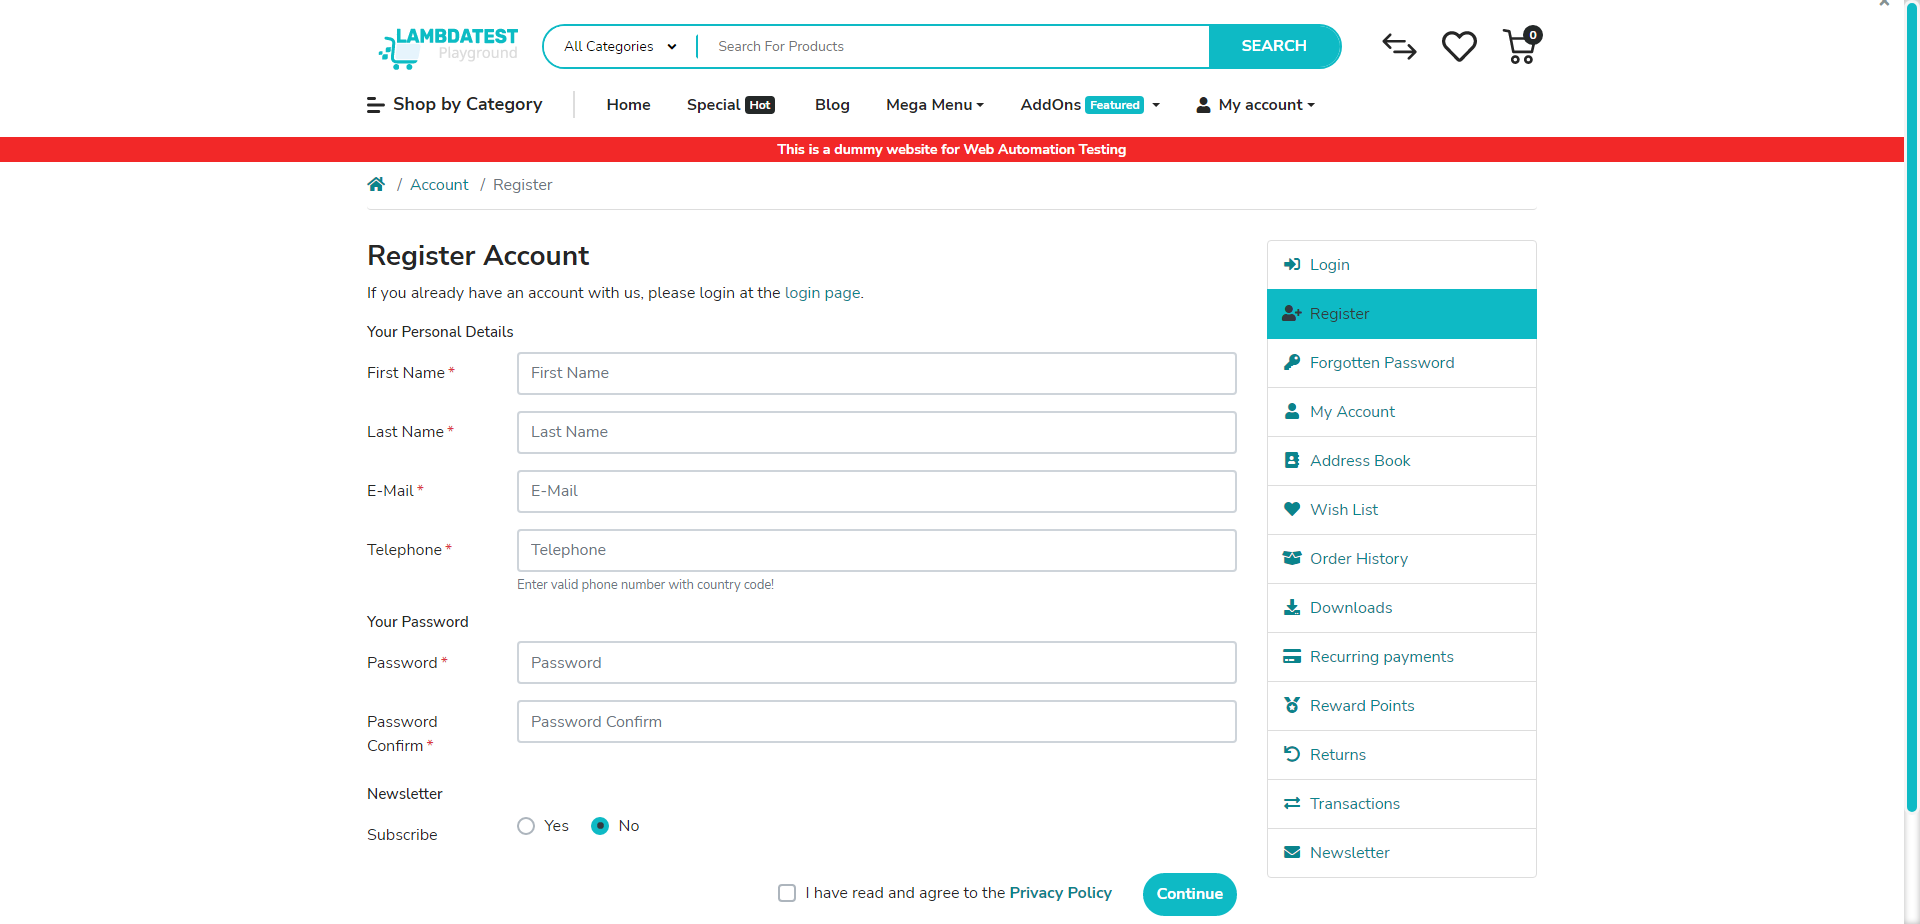 LAMBDATEST
Playground
All Categories
Search For Products
SEARCH
0
Shop by Category
Home
Special Hot
Blog
Mega Menu
AddOns Featured
My account
This is a dummy website for Web Automation Testing
/ Account / Register
Register Account
If you already have an account with us, please login at the login page.
Your Personal Details
First Name *
First Name
Last Name *
Last Name
E-Mail *
E-Mail
Telephone *
Telephone
Enter valid phone number with country code!
Your Password
Password *
Password
Password
Confirm *
Password Confirm
Newsletter
Subscribe
Yes
No
I have read and agree to the Privacy Policy
Continue
Login
Register
Forgotten Password
My Account
Address Book
Wish List
Order History
Downloads
Recurring payments
Reward Points
Returns
Transactions
Newsletter